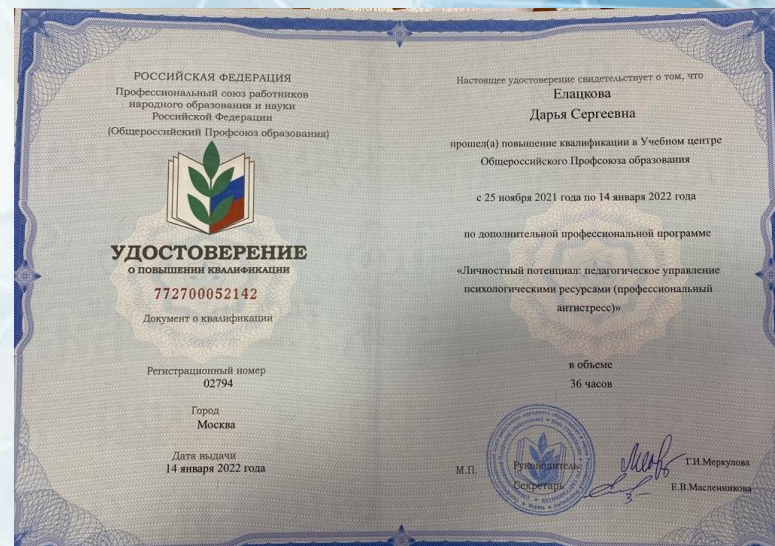 РОССИЙСКАЯ ФЕДЕРАЦИЯ
Профессиональный союз работников
народного образования и науки
Российской Федерации
(Общероссийский Профсоюз образования)
УДОСТОВЕРЕНИЕ
О ПОВЫШЕНИИ КВАЛИФИКАЦИИ
772700052142
Документ о квалификации
Регистрационный номер
02794
Город
Москва
Дата выдачи
14 января 2022 года
Настоящее удостоверение свидетельствует о том, что
Елацкова
Дарья Сергеевна
прошел(а) повышение квалификации в Учебном центре
Общероссийского Профсоюза образования
с 25 ноября 2021 года по 14 января 2022 года
по дополнительной профессиональной программе
«Личностный потенциал: педагогическое управление
психологическими ресурсами (профессиональный
антистресс)»
в объеме
36 часов
М.П.
Руководитель
Г.И.Меркулова
Секретарь
Е.В.Масленникова